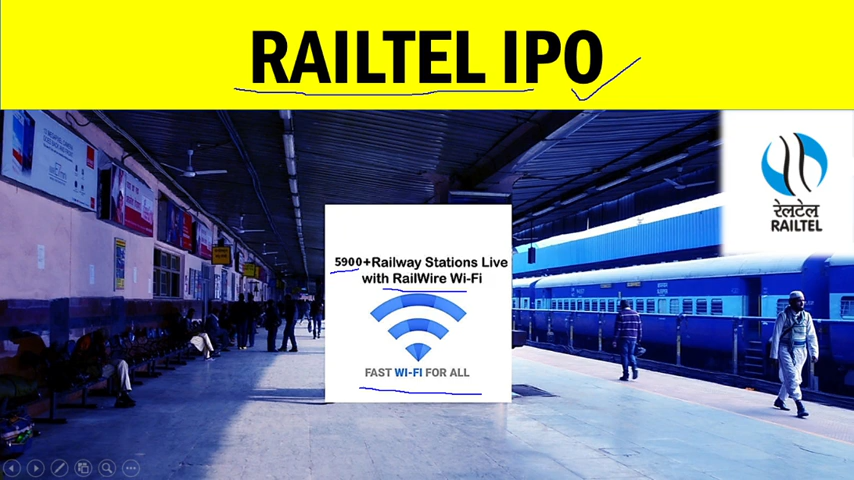 RAILTEL IPO
रेलटेल
RAILTEL
5900+Railway Stations Live
with RailWire Wi-Fi
FAST WI-FI FOR ALL